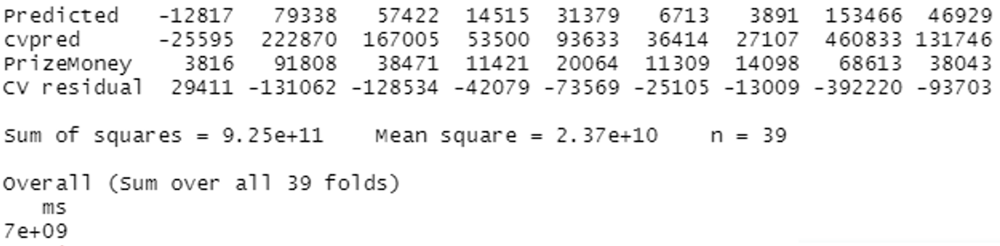 Predicted -12817 79338 57422 14515 31379 6713 3891 153466 46929
cvpred -25595 222870 167005 53500 93633 36414 27107 460833 131746
PrizeMoney 3816 91808 38471 11421 20064 11309 14098 68613 38043
CV residual 29411 -131062 -128534 -42079 -73569 -25105 -13009 -392220 -93703
Sum of squares = 9.25e+11 Mean square = 2.37e+10 n = 39
Overall (Sum over all 39 folds)
ms
7e+09